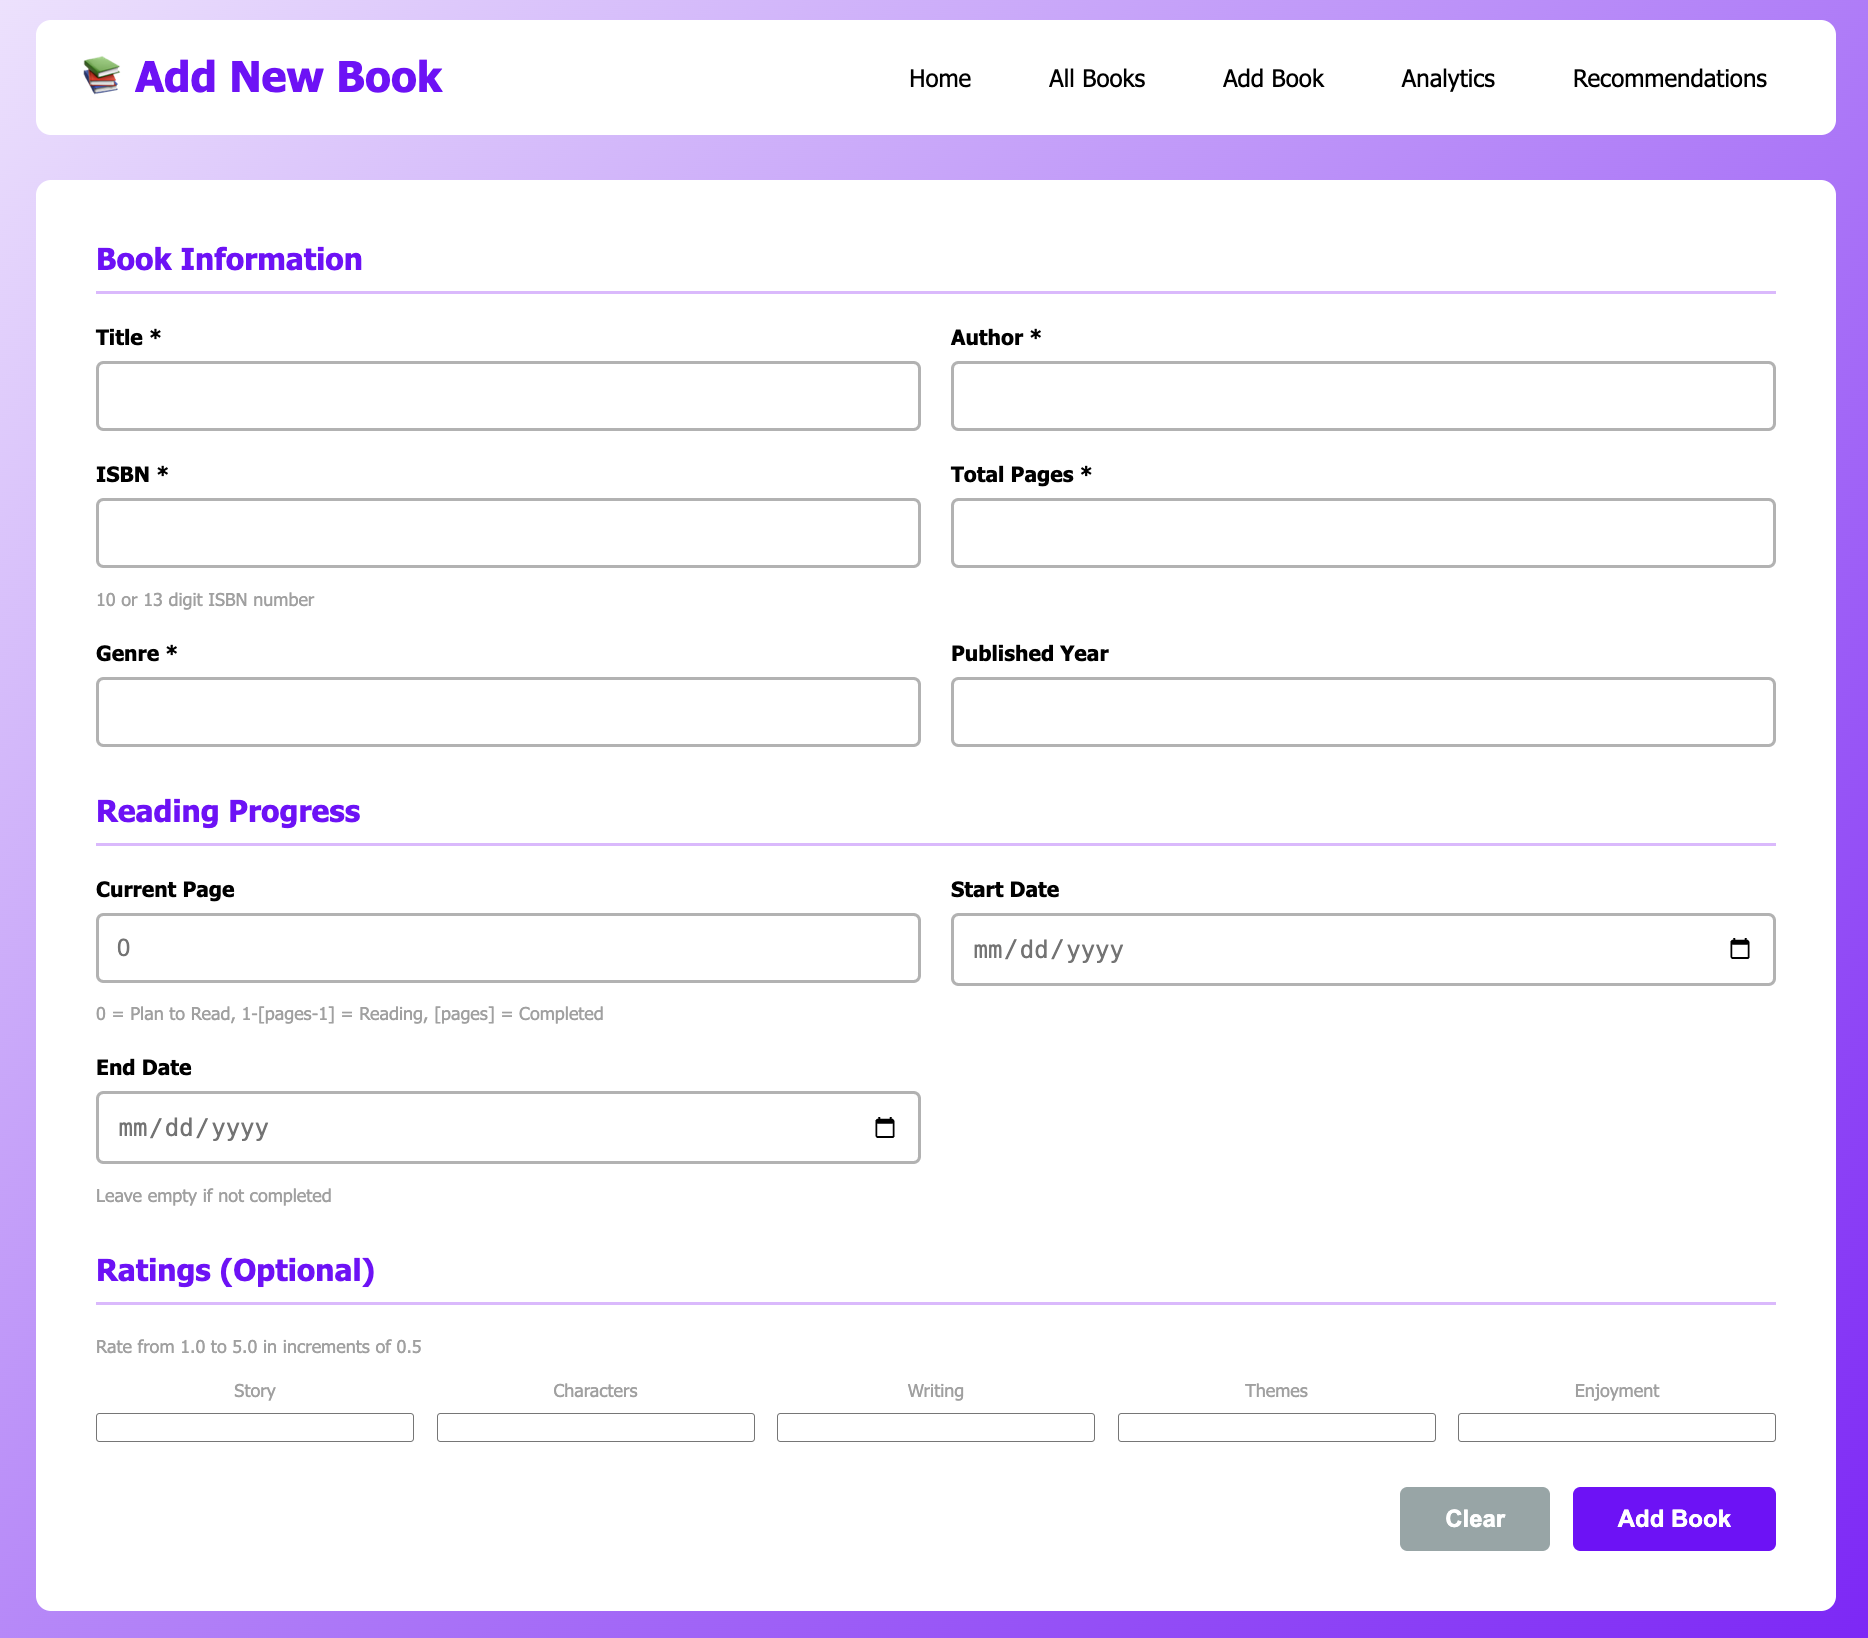 Add New Book
Home All Books Add Book Analytics Recommendations
Book Information
Title * Author *
ISBN * Total Pages *
10 or 13 digit ISBN number
Genre * Published Year
Reading Progress
Current Page Start Date
0 mm/dd/yyyy
0 = Plan to Read, 1-[pages-1] = Reading, [pages] = Completed
End Date
mm/dd/yyyy
Leave empty if not completed
Ratings (Optional)
Rate from 1.0 to 5.0 in increments of 0.5
Story Characters Writing Themes Enjoyment
Clear Add Book